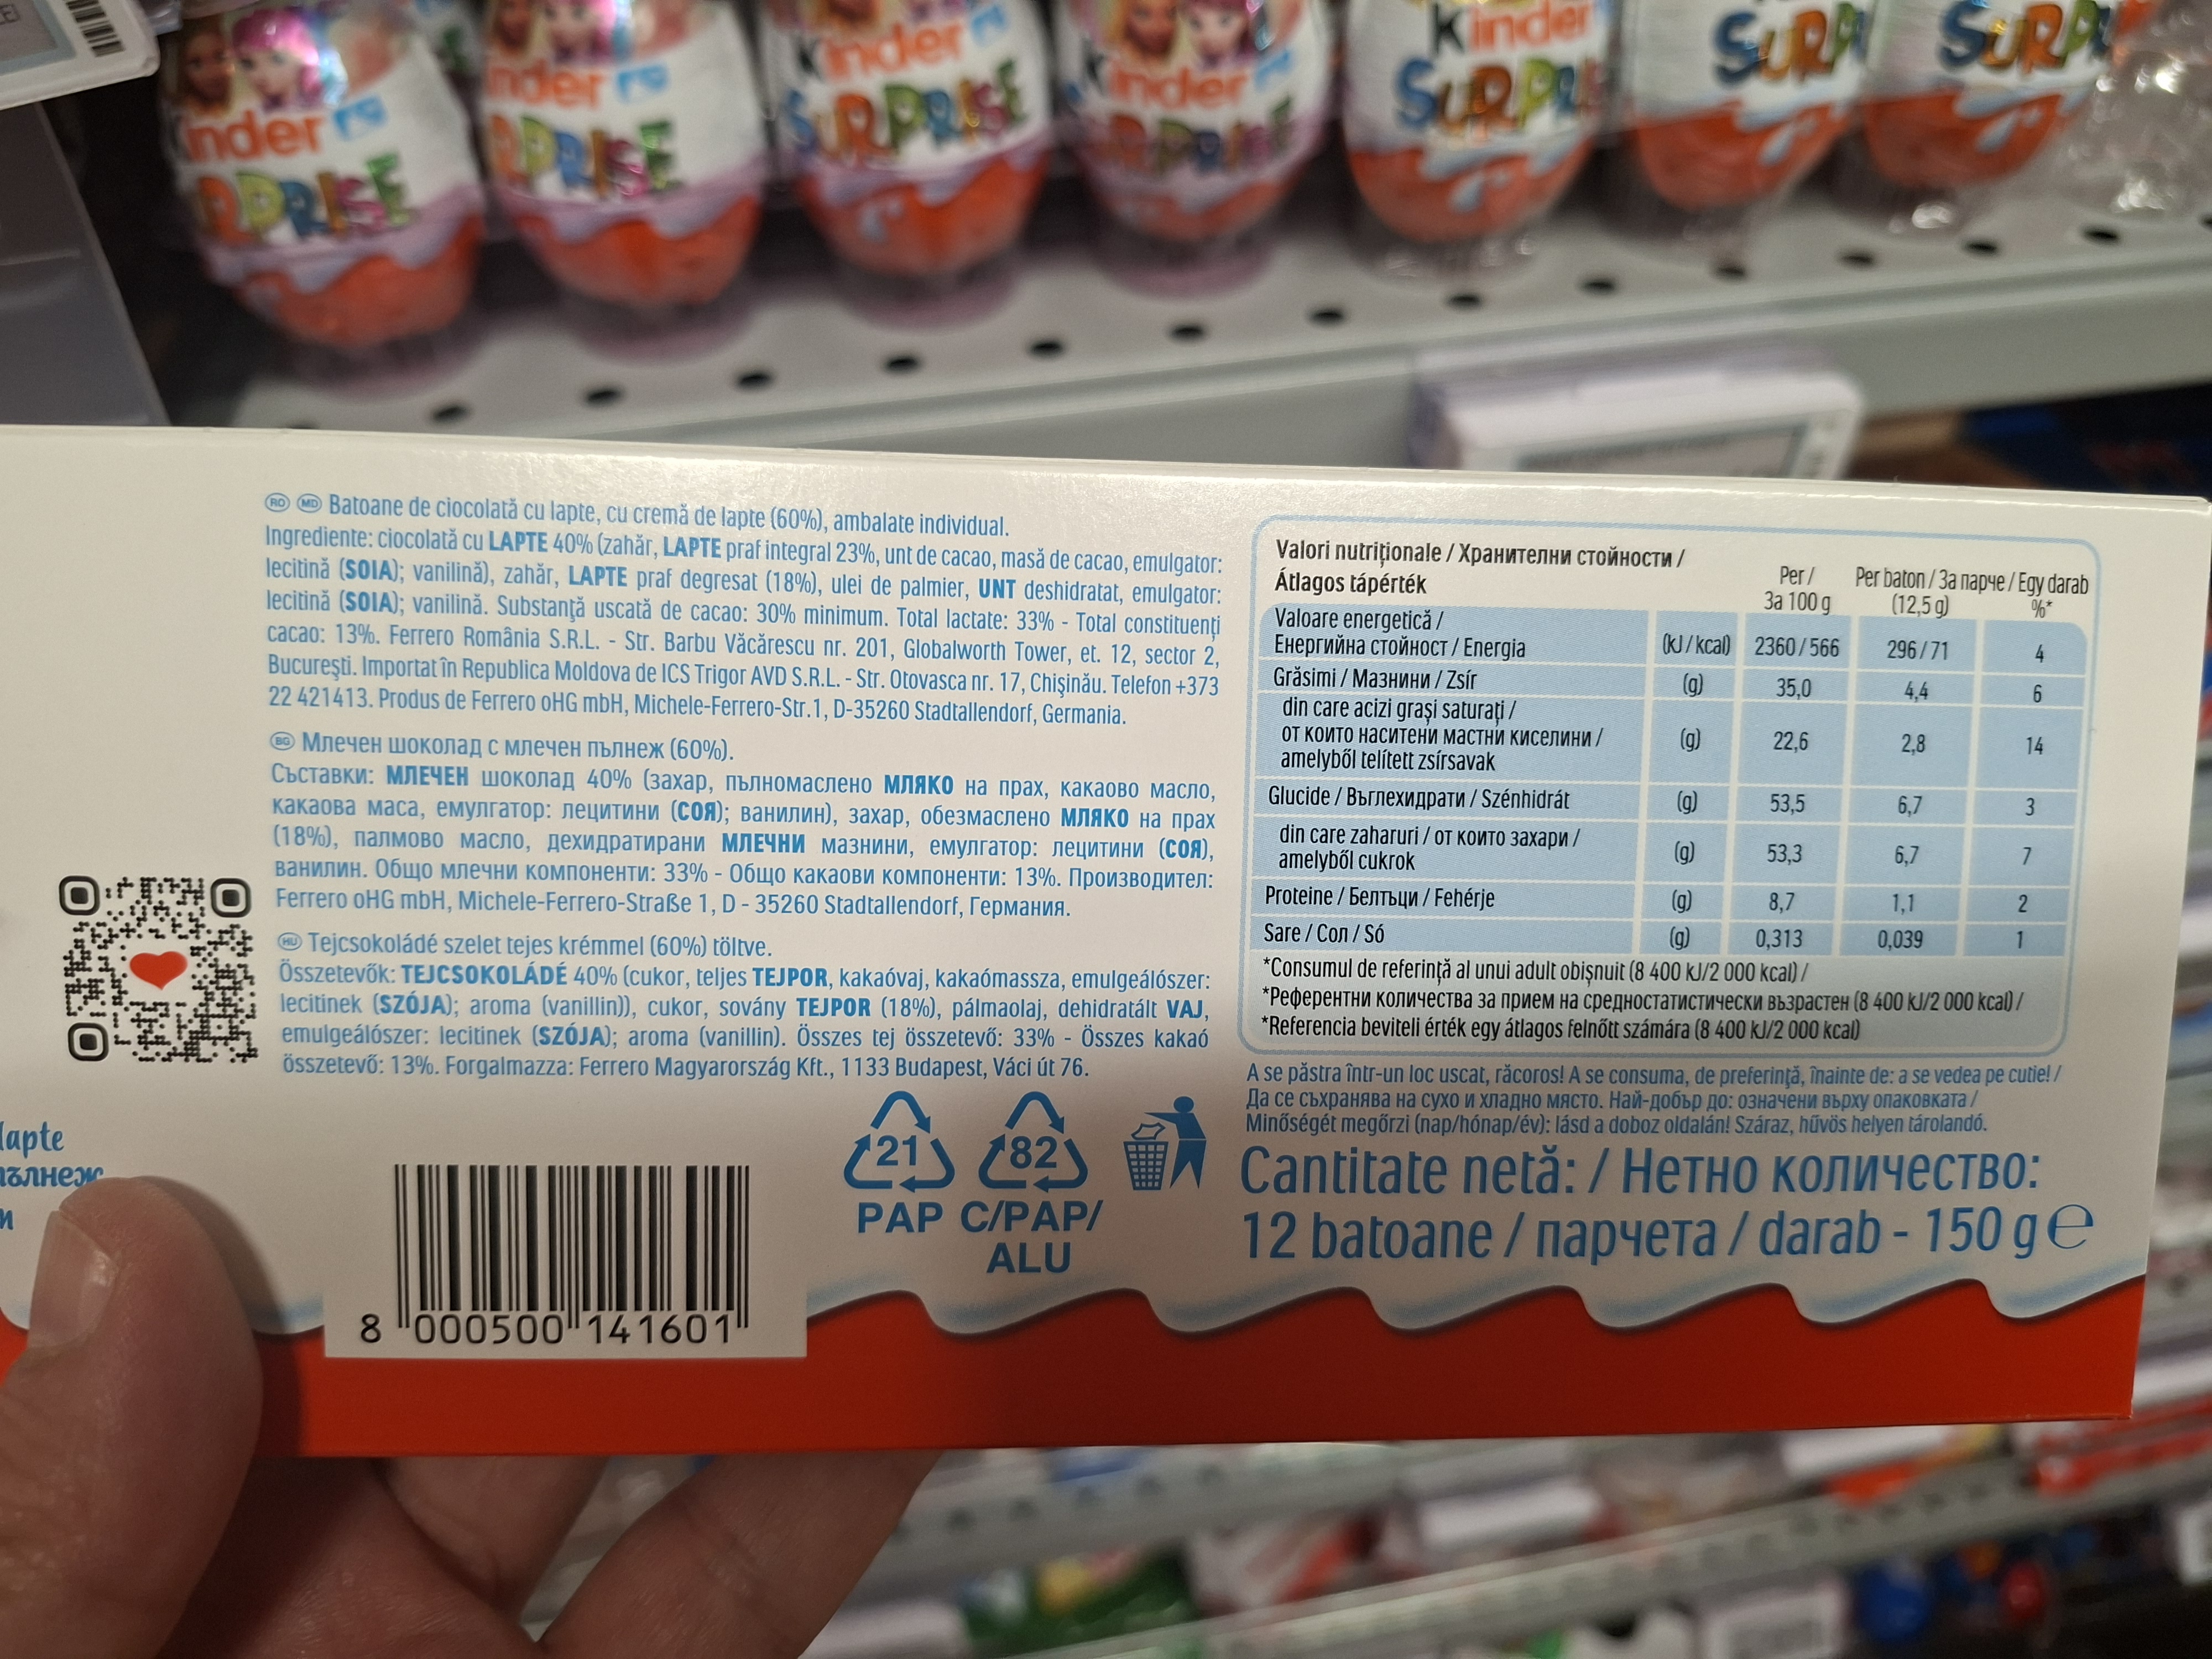 Kinder
SURPRISE
RO MD Batoane de ciocolată cu lapte, cu cremă de lapte (60%), ambalate individual.
Ingrediente: ciocolată cu LAPTE 40% (zahăr, LAPTE praf integral 23%, unt de cacao, masă de cacao, emulgator:
lecitină (SOIA); vanilină), zahăr, LAPTE praf degresat (18%), ulei de palmier, UNT deshidratat, emulgator:
lecitină (SOIA); vanilină. Substanţă uscată de cacao: 30% minimum. Total lactate: 33% - Total constituenţi
cacao: 13%. Ferrero România S.R.L. - Str. Barbu Văcărescu nr. 201, Globalworth Tower, et. 12, sector 2,
Bucureşti. Importat în Republica Moldova de ICS Trigor AVD S.R.L. - Str. Otovasca nr. 17, Chişinău. Telefon +373
22 421413. Produs de Ferrero oHG mbH, Michele-Ferrero-Str.1, D-35260 Stadtallendorf, Germania.
BG Млечен шоколад с млечен пълнеж (60%).
Съставки: МЛЕЧЕН шоколад 40% (захар, пълномаслено МЛЯКО на прах, какаово масло,
какаова маса, емулгатор: лецитини (СОЯ); ванилин), захар, обезмаслено МЛЯКО на прах
(18%), палмово масло, дехидратирани МЛЕЧНИ мазнини, емулгатор: лецитини (СОЯ),
ванилин. Общо млечни компоненти: 33% - Общо какаови компоненти: 13%. Производител:
Ferrero oHG mbH, Michele-Ferrero-Straße 1, D - 35260 Stadtallendorf, Германия.
HU Tejcsokoládé szelet tejes krémmel (60%) töltve.
Összetevők: TEJCSOKOLÁDÉ 40% (cukor, teljes TEJPOR, kakaóvaj, kakaómassza, emulgeálószer:
lecitinek (SZÓJA); aroma (vanillin)), cukor, sovány TEJPOR (18%), pálmaolaj, dehidratált VAJ,
emulgeálószer: lecitinek (SZÓJA); aroma (vanillin). Összes tej összetevő: 33% - Összes kakaó
összetevő: 13%. Forgalmazza: Ferrero Magyarország Kft., 1133 Budapest, Váci út 76.
lapte
пълнеж
21 82
PAP C/PAP/
ALU
8 000500 141601
Valori nutriţionale / Хранителни стойности /
Átlagos tápérték
Per / За 100 g
Per baton / За парче / Egy darab
(12,5 g) %*
Valoare energetică /
Енергийна стойност / Energia (kJ / kcal) 2360 / 566 296 / 71 4
Grăsimi / Мазнини / Zsír (g) 35,0 4,4 6
din care acizi graşi saturaţi /
от които наситени мастни киселини /
amelyből telített zsírsavak (g) 22,6 2,8 14
Glucide / Въглехидрати / Szénhidrát (g) 53,5 6,7 3
din care zaharuri / от които захари /
amelyből cukrok (g) 53,3 6,7 7
Proteine / Белтъци / Fehérje (g) 8,7 1,1 2
Sare / Сол / Só (g) 0,313 0,039 1
*Consumul de referinţă al unui adult obişnuit (8 400 kJ/2 000 kcal) /
*Референтни количества за прием на средностатистически възрастен (8 400 kJ/2 000 kcal) /
*Referencia beviteli érték egy átlagos felnőtt számára (8 400 kJ/2 000 kcal)
A se păstra într-un loc uscat, răcoros! A se consuma, de preferinţă, înainte de: a se vedea pe cutie! /
Да се съхранява на сухо и хладно място. Най-добър до: означени върху опаковката /
Minőségét megőrzi (nap/hónap/év): lásd a doboz oldalán! Száraz, hűvös helyen tárolandó.
Cantitate netă: / Нетно количество:
12 batoane / парчета / darab - 150 g e